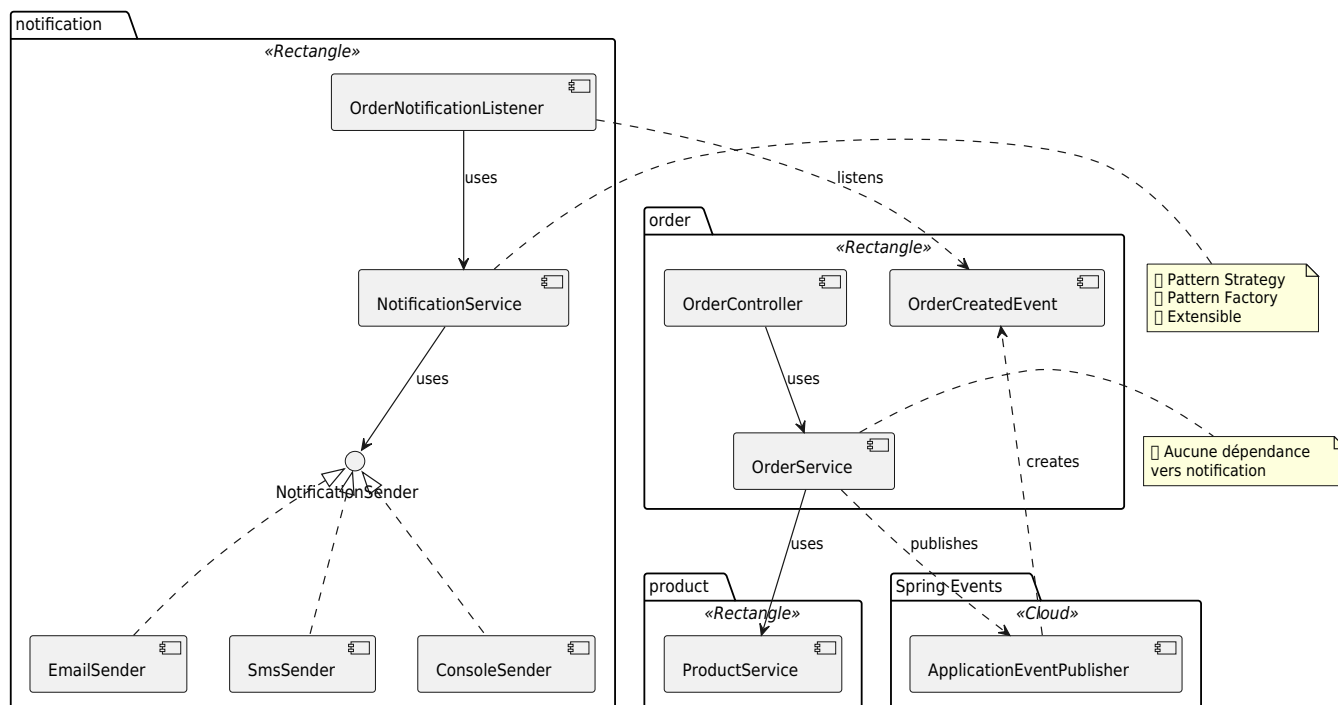 notification
«Rectangle»
OrderNotificationListener
uses
listens
order
«Rectangle»
NotificationService
OrderController
OrderCreatedEvent
Pattern Strategy
Pattern Factory
Extensible
uses
uses
OrderService
Aucune dépendance
vers notification
creates
NotificationSender
uses
publishes
product
«Rectangle»
Spring Events
«Cloud»
EmailSender
SmsSender
ConsoleSender
ProductService
ApplicationEventPublisher